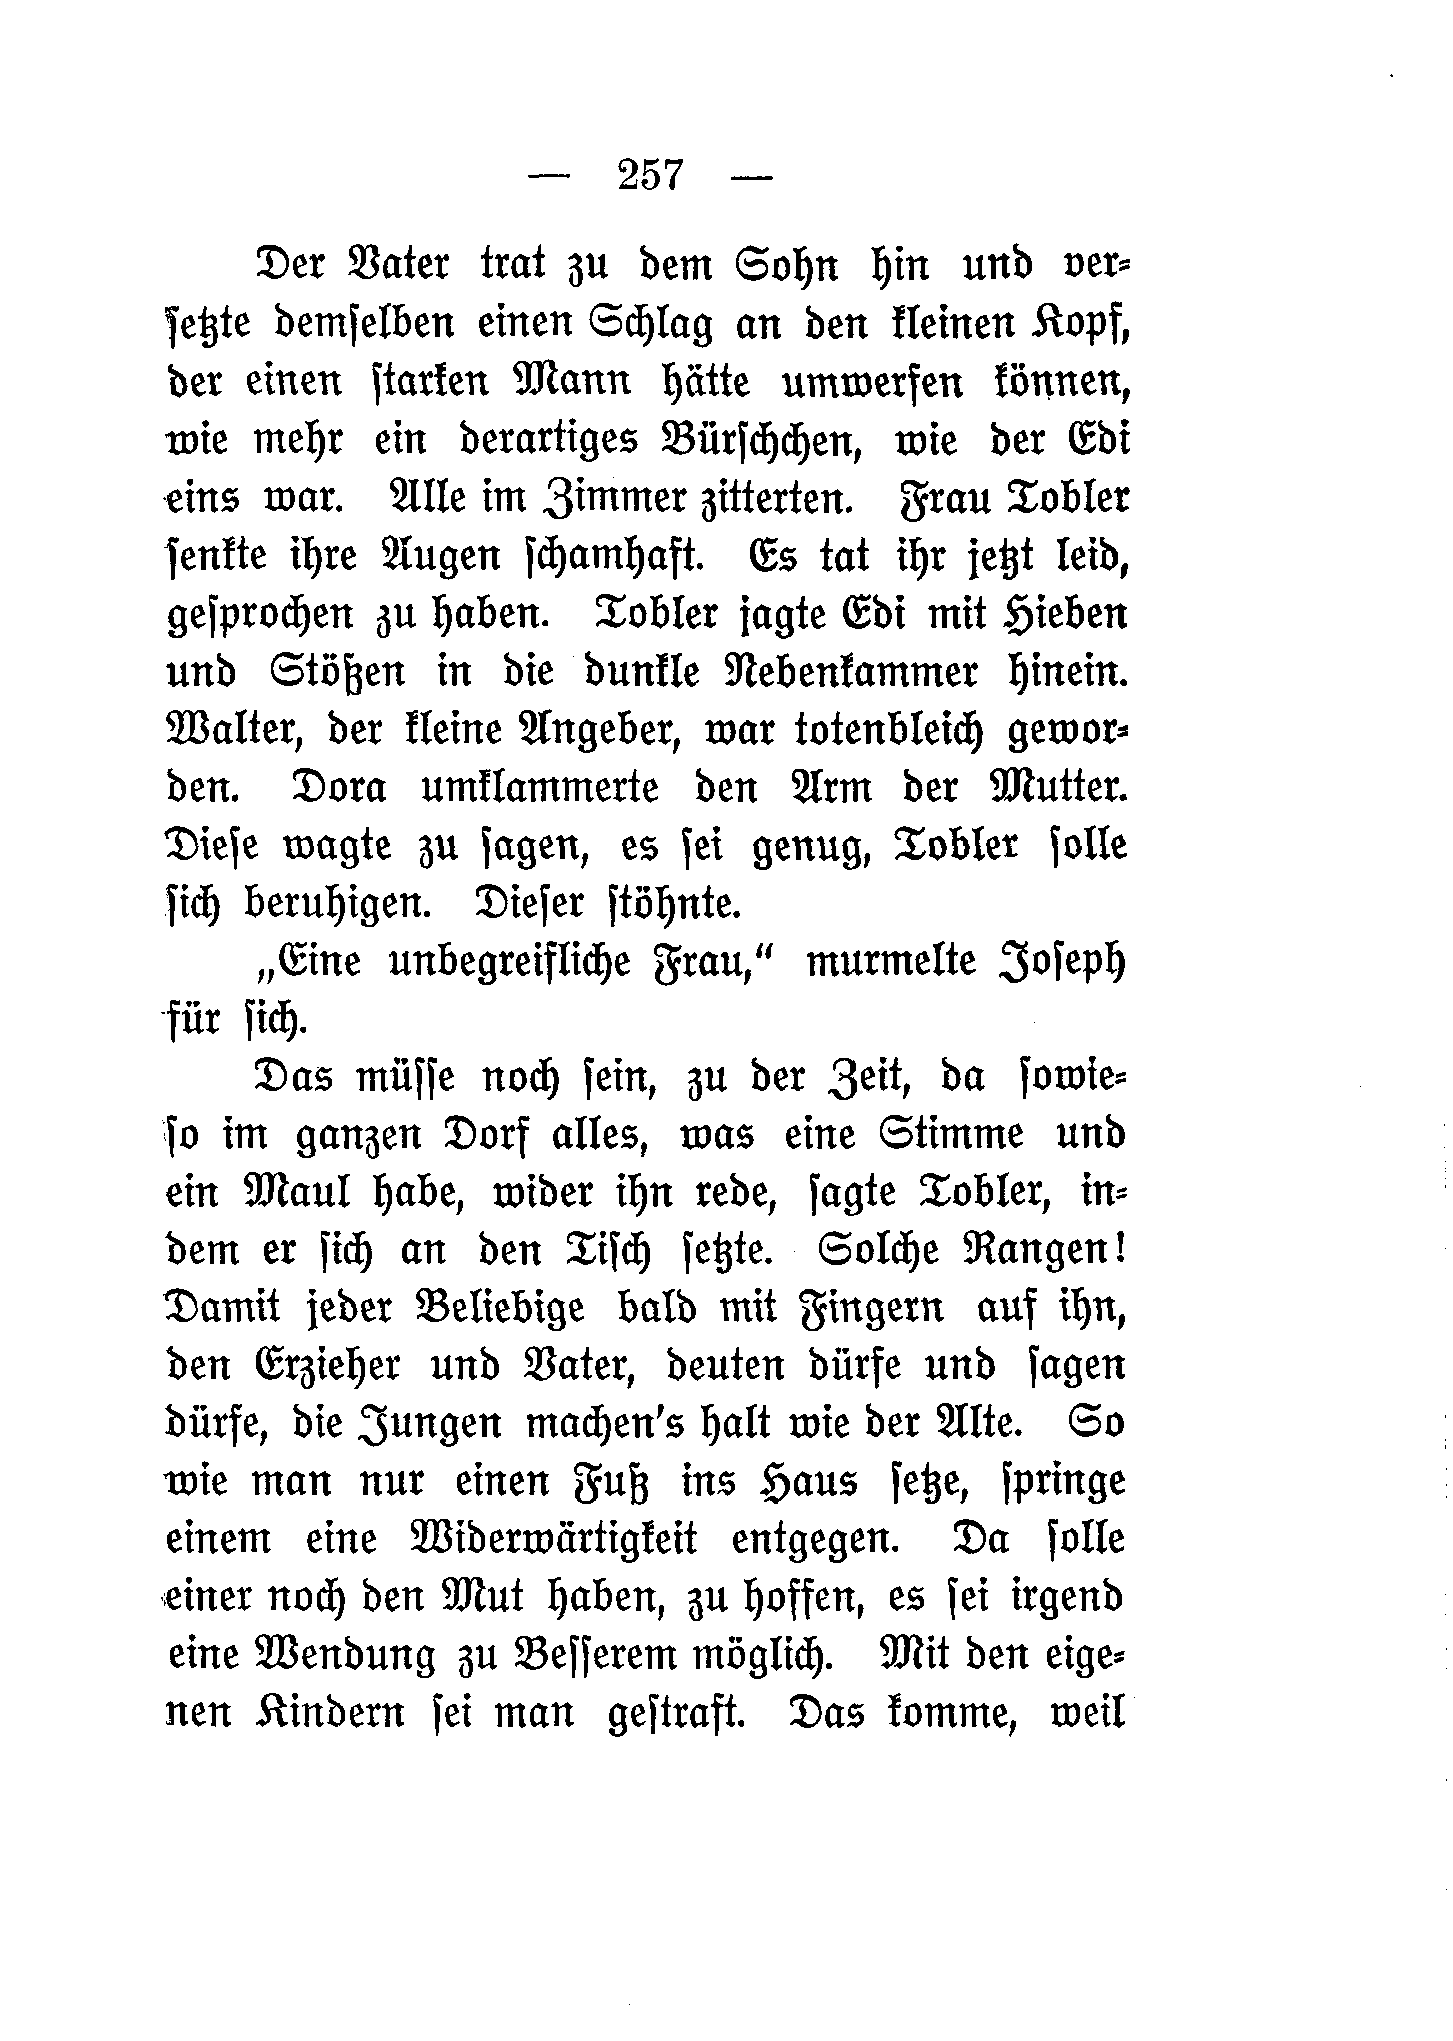 — 257 —
Der Vater trat zu dem Sohn hin und ver⸗
ſetzte demſelben einen Schlag an den kleinen Kopf,
der einen ſtarken Mann hätte umwerfen können,
wie mehr ein derartiges Bürſchchen, wie der Edi
eins war. Alle im Zimmer zitterten. Frau Tobler
ſenkte ihre Augen ſchamhaft. Es tat ihr jetzt leid,
geſprochen zu haben. Tobler jagte Edi mit Hieben
und Stößen in die dunkle Nebenkammer hinein.
Walter, der kleine Angeber, war totenbleich gewor⸗
den. Dora umklammerte den Arm der Mutter.
Dieſe wagte zu ſagen, es ſei genug, Tobler ſolle
ſich beruhigen. Dieſer ſtöhnte.
„Eine unbegreifliche Frau,“ murmelte Joſeph
für ſich.
Das müſſe noch ſein, zu der Zeit, da ſowie⸗
ſo im ganzen Dorf alles, was eine Stimme und
ein Maul habe, wider ihn rede, ſagte Tobler, in⸗
dem er ſich an den Tiſch ſetzte. Solche Rangen!
Damit jeder Beliebige bald mit Fingern auf ihn,
den Erzieher und Vater, deuten dürfe und ſagen
dürfe, die Jungen machen's halt wie der Alte. So
wie man nur einen Fuß ins Haus ſetze, ſpringe
einem eine Widerwärtigkeit entgegen. Da ſolle
einer noch den Mut haben, zu hoffen, es ſei irgend
eine Wendung zu Beſſerem möglich. Mit den eige⸗
nen Kindern ſei man geſtraft. Das komme, weil